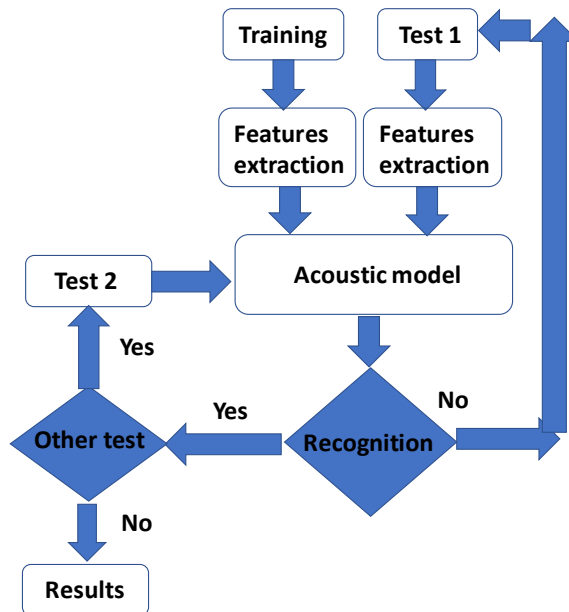 Training
Test 1
Features
extraction
Features
extraction
Acoustic model
Test 2
Yes
Yes
No
Other test
Recognition
No
Results